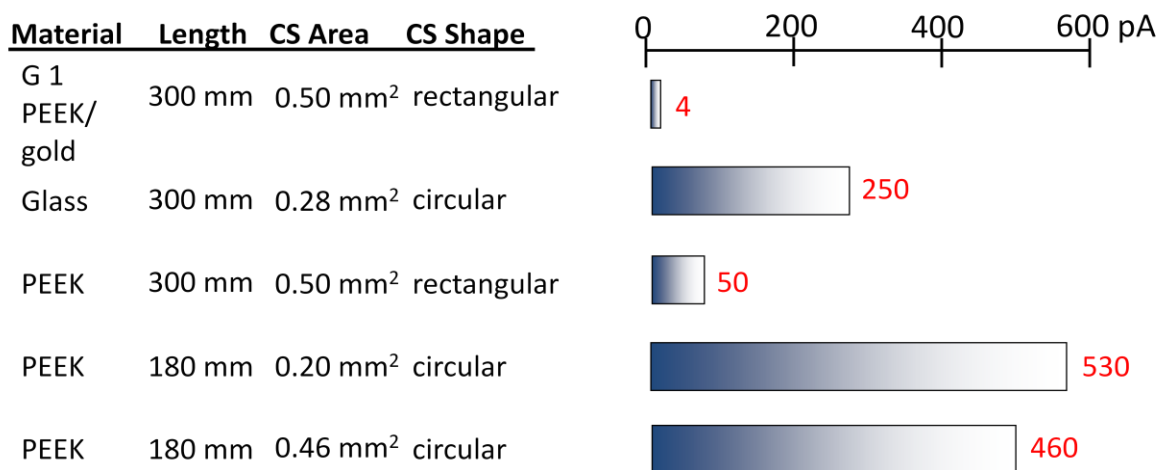 Material Length CS Area CS Shape
0 200 400 600 pA
G 1
PEEK/
gold
300 mm 0.50 mm² rectangular
4
Glass 300 mm 0.28 mm² circular
250
PEEK 300 mm 0.50 mm² rectangular
50
PEEK 180 mm 0.20 mm² circular
530
PEEK 180 mm 0.46 mm² circular
460